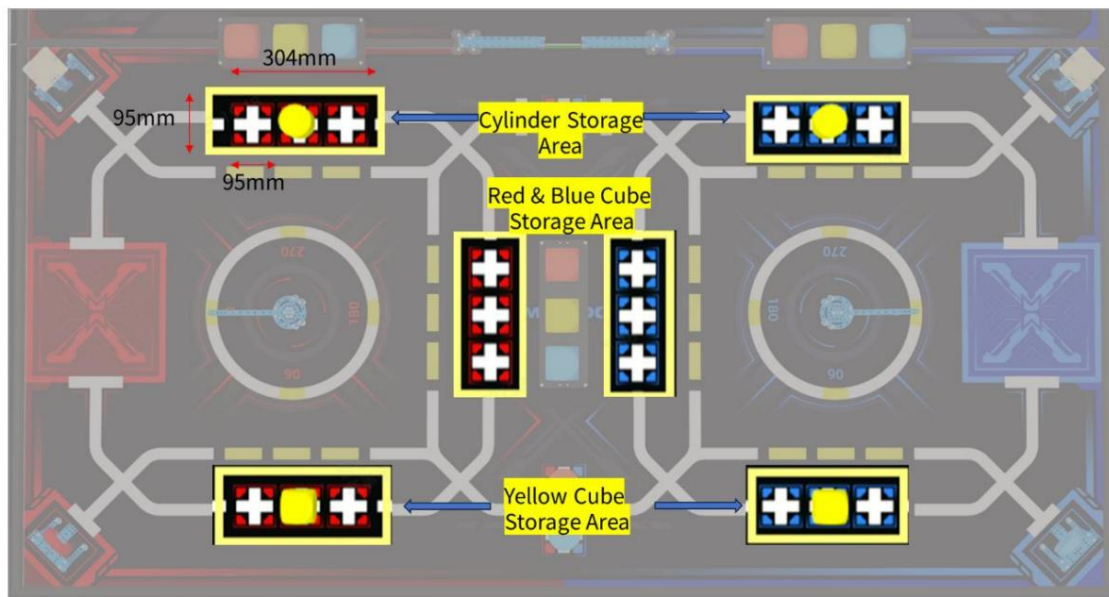 304mm
95mm
95mm
Cylinder Storage
Area
Red & Blue Cube
Storage Area
270
180
90
270
180
90
Yellow Cube
Storage Area